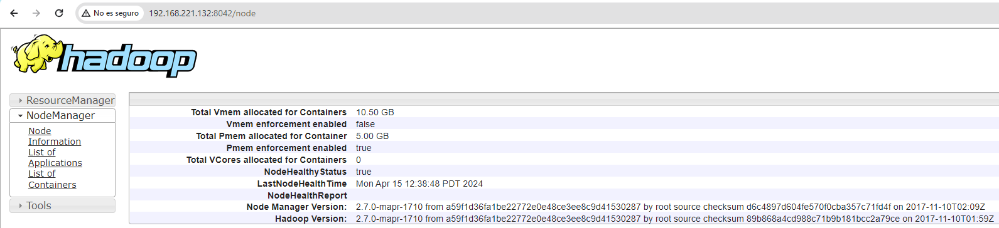 No es seguro 192.168.221.132:8042/node
hadoop
ResourceManager
NodeManager
Node
Information
List of
Applications
List of
Containers
Tools
Total Vmem allocated for Containers 10.50 GB
Vmem enforcement enabled false
Total Pmem allocated for Container 5.00 GB
Pmem enforcement enabled true
Total VCores allocated for Containers 0
NodeHealthyStatus true
LastNodeHealthTime Mon Apr 15 12:38:48 PDT 2024
NodeHealthReport
Node Manager Version: 2.7.0-mapr-1710 from a59f1d36fa1be22772e0e48ce3ee8c9d41530287 by root source checksum d6c4897d604fe570f0cba357c71fd4f on 2017-11-10T02:09Z
Hadoop Version: 2.7.0-mapr-1710 from a59f1d36fa1be22772e0e48ce3ee8c9d41530287 by root source checksum 89b868a4cd988c71b9b181bcc2a79ce on 2017-11-10T01:59Z